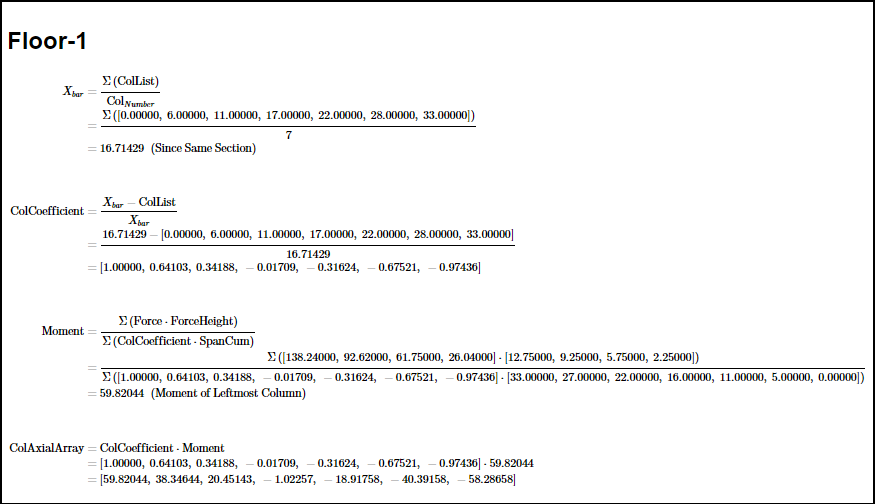 Floor-1
X_bar = Σ (ColList) / Col_Number
= Σ ([0.00000, 6.00000, 11.00000, 17.00000, 22.00000, 28.00000, 33.00000]) / 7
= 16.71429 (Since Same Section)
ColCoefficient = X_bar − ColList / X_bar
= 16.71429 − [0.00000, 6.00000, 11.00000, 17.00000, 22.00000, 28.00000, 33.00000] / 16.71429
= [1.00000, 0.64103, 0.34188, − 0.01709, − 0.31624, − 0.67521, − 0.97436]
Moment = Σ (Force · ForceHeight) / Σ (ColCoefficient · SpanCum)
= Σ ([138.24000, 92.62000, 61.75000, 26.04000] · [12.75000, 9.25000, 5.75000, 2.25000]) / Σ ([1.00000, 0.64103, 0.34188, − 0.01709, − 0.31624, − 0.67521, − 0.97436] · [33.00000, 27.00000, 22.00000, 16.00000, 11.00000, 5.00000, 0.00000])
= 59.82044 (Moment of Leftmost Column)
ColAxialArray = ColCoefficient · Moment
= [1.00000, 0.64103, 0.34188, − 0.01709, − 0.31624, − 0.67521, − 0.97436] · 59.82044
= [59.82044, 38.34644, 20.45143, − 1.02257, − 18.91758, − 40.39158, − 58.28658]